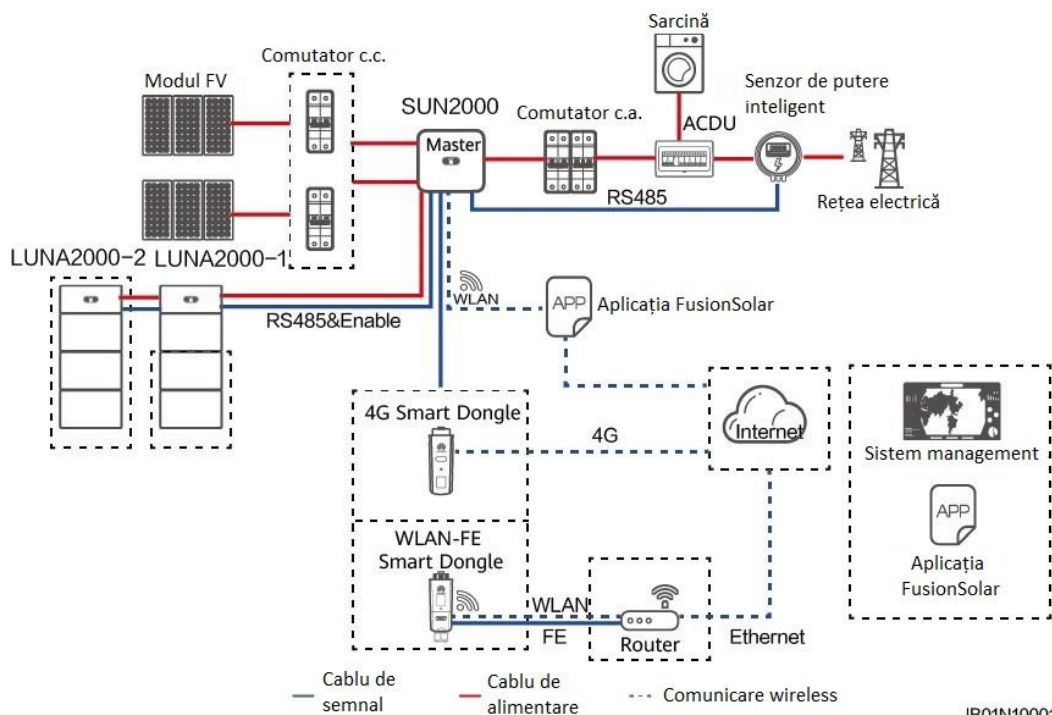 Sarcină
Comutator c.c.
Modul FV
Senzor de putere
inteligent
SUN2000
Comutator c.a.
ACDU
Master
RS485
Rețea electrică
LUNA2000-2
LUNA2000-1
WLAN
APP
Aplicația FusionSolar
RS485&Enable
4G Smart Dongle
4G
Internet
Sistem management
APP
Aplicația
FusionSolar
WLAN-FE
Smart Dongle
WLAN
FE
Router
Ethernet
Cablu de
semnal
Cablu de
alimentare
Comunicare wireless